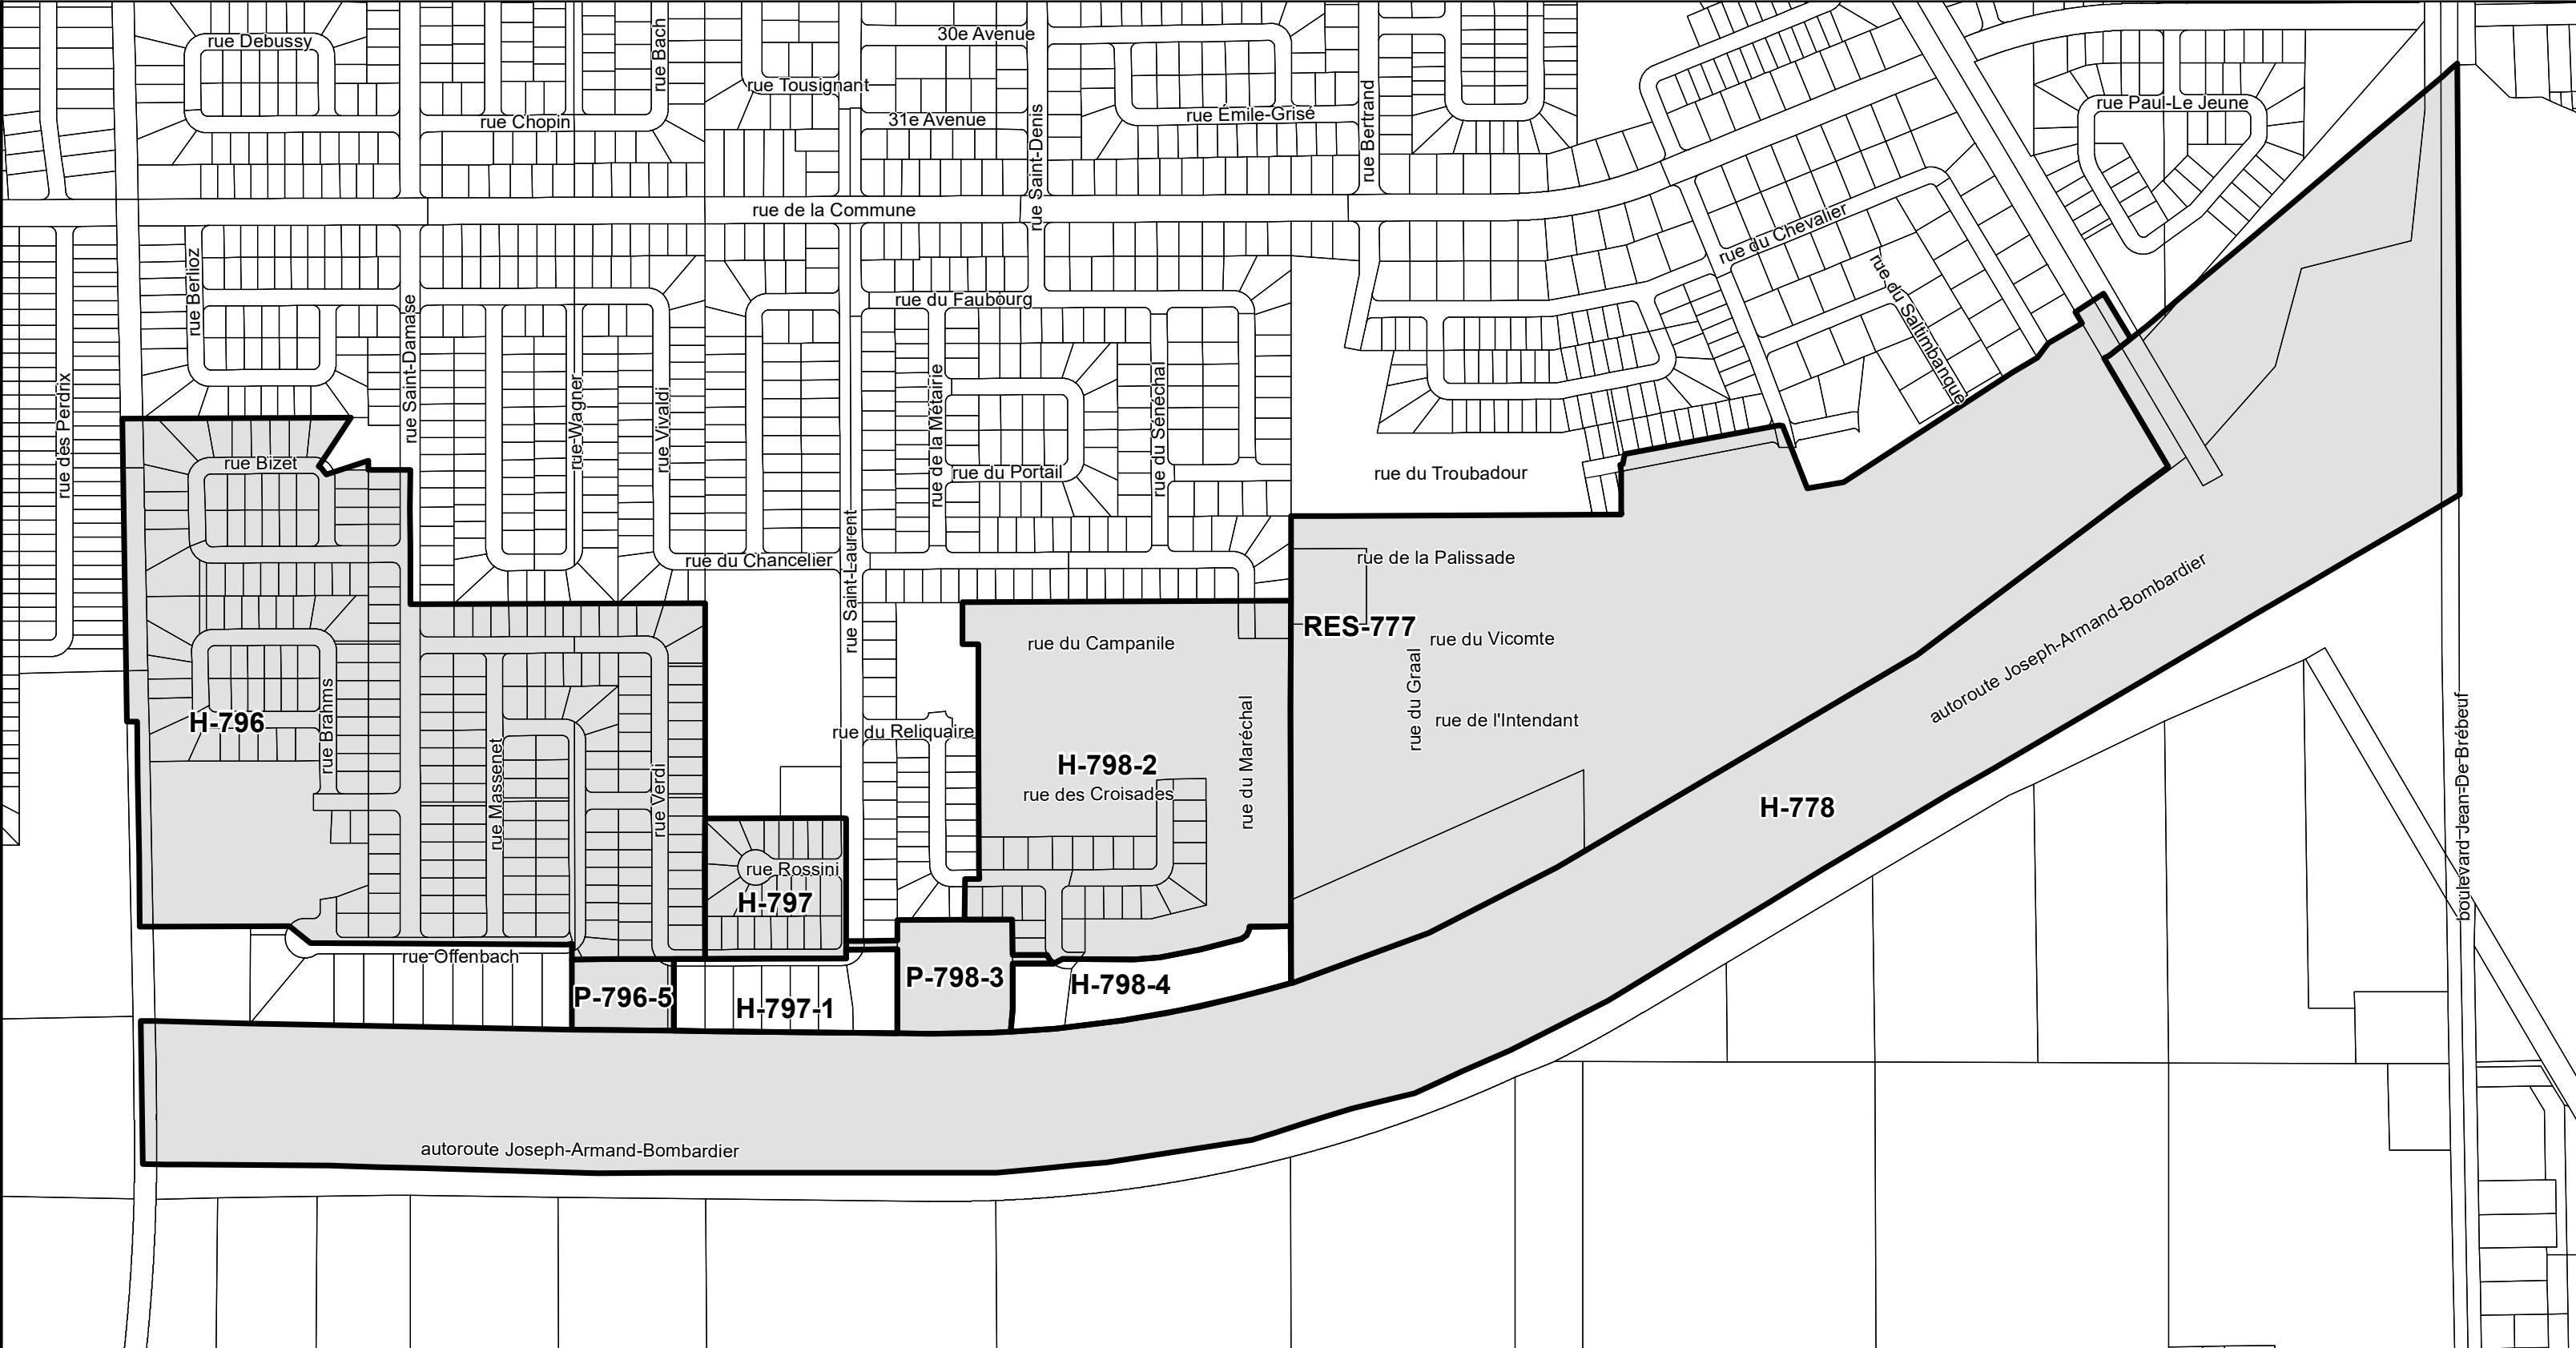 rue Debussy
rue Bach
30e Avenue
rue Tousignant
rue Chopin
31e Avenue
rue Émile-Grisé
rue Saint-Denis
rue Bertrand
rue Paul-Le Jeune
rue de la Commune
rue du Chevalier
rue Berlioz
rue du Faubourg
rue du Saltimbanque
rue Saint-Damase
rue des Perdrix
rue Wagner
rue Vivaldi
rue de la Métairie
rue du Sénéchal
rue Bizet
rue du Portail
rue du Troubadour
rue du Chancelier
rue Saint-Laurent
rue de la Palissade
RES-777
rue du Vicomte
rue du Campanile
rue du Graal
rue de l'Intendant
autoroute Joseph-Armand-Bombardier
H-796
rue Brahms
rue du Reliquaire
rue du Maréchal
H-798-2
rue des Croisades
rue Massenet
rue Verdi
H-778
boulevard Jean-De-Brébeuf
rue Rossini
H-797
rue Offenbach
P-796-5
H-797-1
P-798-3
H-798-4
autoroute Joseph-Armand-Bombardier